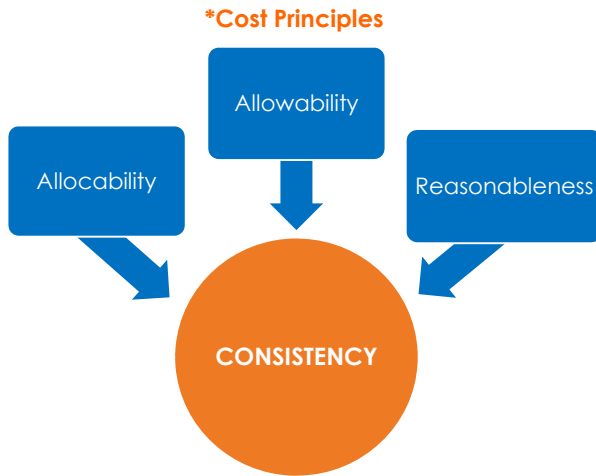 *Cost Principles
Allowability
Allocability
Reasonableness
CONSISTENCY